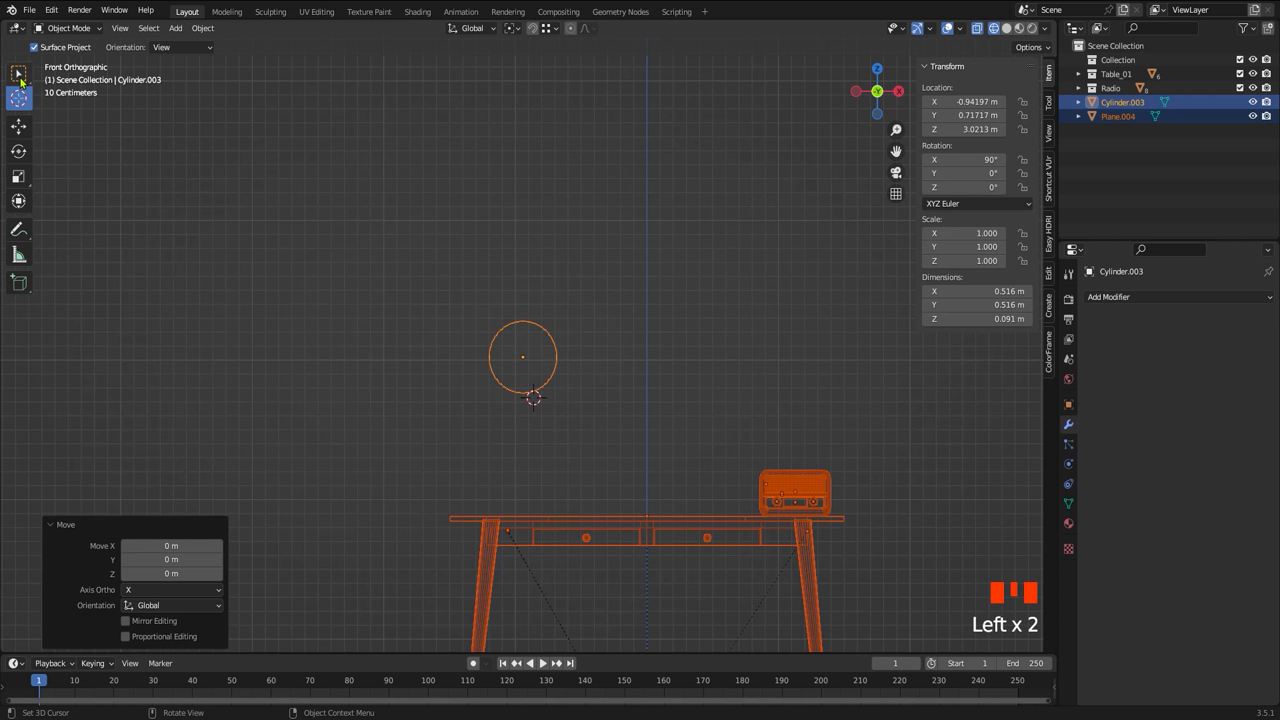 File Edit Render Window Help Layout Modeling Sculpting UV Editing Texture Paint Shading Animation Rendering Compositing Geometry Nodes Scripting + Scene ViewLayer
Object Mode View Select Add Object Global Options
Surface Project Orientation: View
Front Orthographic
(1) Scene Collection | Cylinder.003
10 Centimeters
Transform
Location:
X -0.94197 m
Y 0.71717 m
Z 3.0213 m
Rotation:
X 90°
Y 0°
Z 0°
XYZ Euler
Scale:
X 1.000
Y 1.000
Z 1.000
Dimensions:
X 0.516 m
Y 0.516 m
Z 0.091 m
Item
Tool
View
Shortcut VUr
Easy HDRI
Edit
Create
ColorFrame
Z
X
Y
Scene Collection
Collection
Table_01 6
Radio 8
Cylinder.003
Plane.004
Cylinder.003
Add Modifier
Move
Move X 0 m
Y 0 m
Z 0 m
Axis Ortho X
Orientation Global
Mirror Editing
Proportional Editing
Left x 2
Playback Keying View Marker 1 Start 1 End 250
1 10 20 30 40 50 60 70 80 90 100 110 120 130 140 150 160 170 180 190 200 210 220 230 240 250
Set 3D Cursor Rotate View Object Context Menu 3.5.1